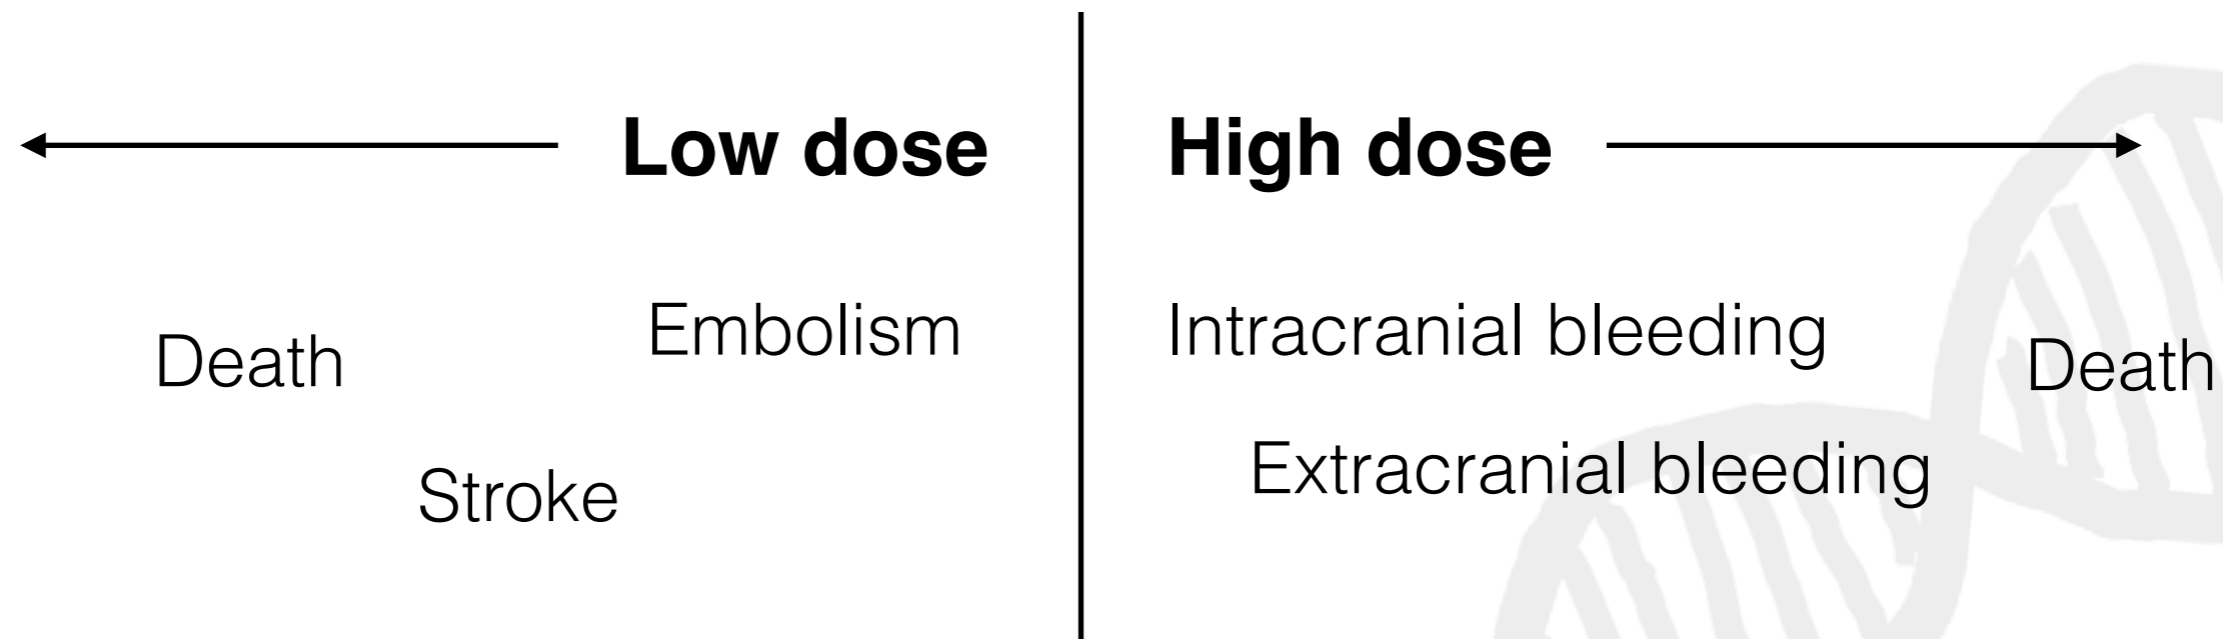 Low dose
High dose
Embolism
Death
Stroke
Intracranial bleeding
Death
Extracranial bleeding